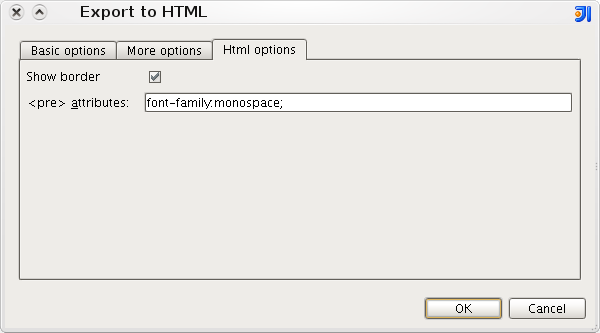 Export to HTML
Basic options
More options
Html options
Show border
<pre> attributes:
font-family:monospace;
OK
Cancel